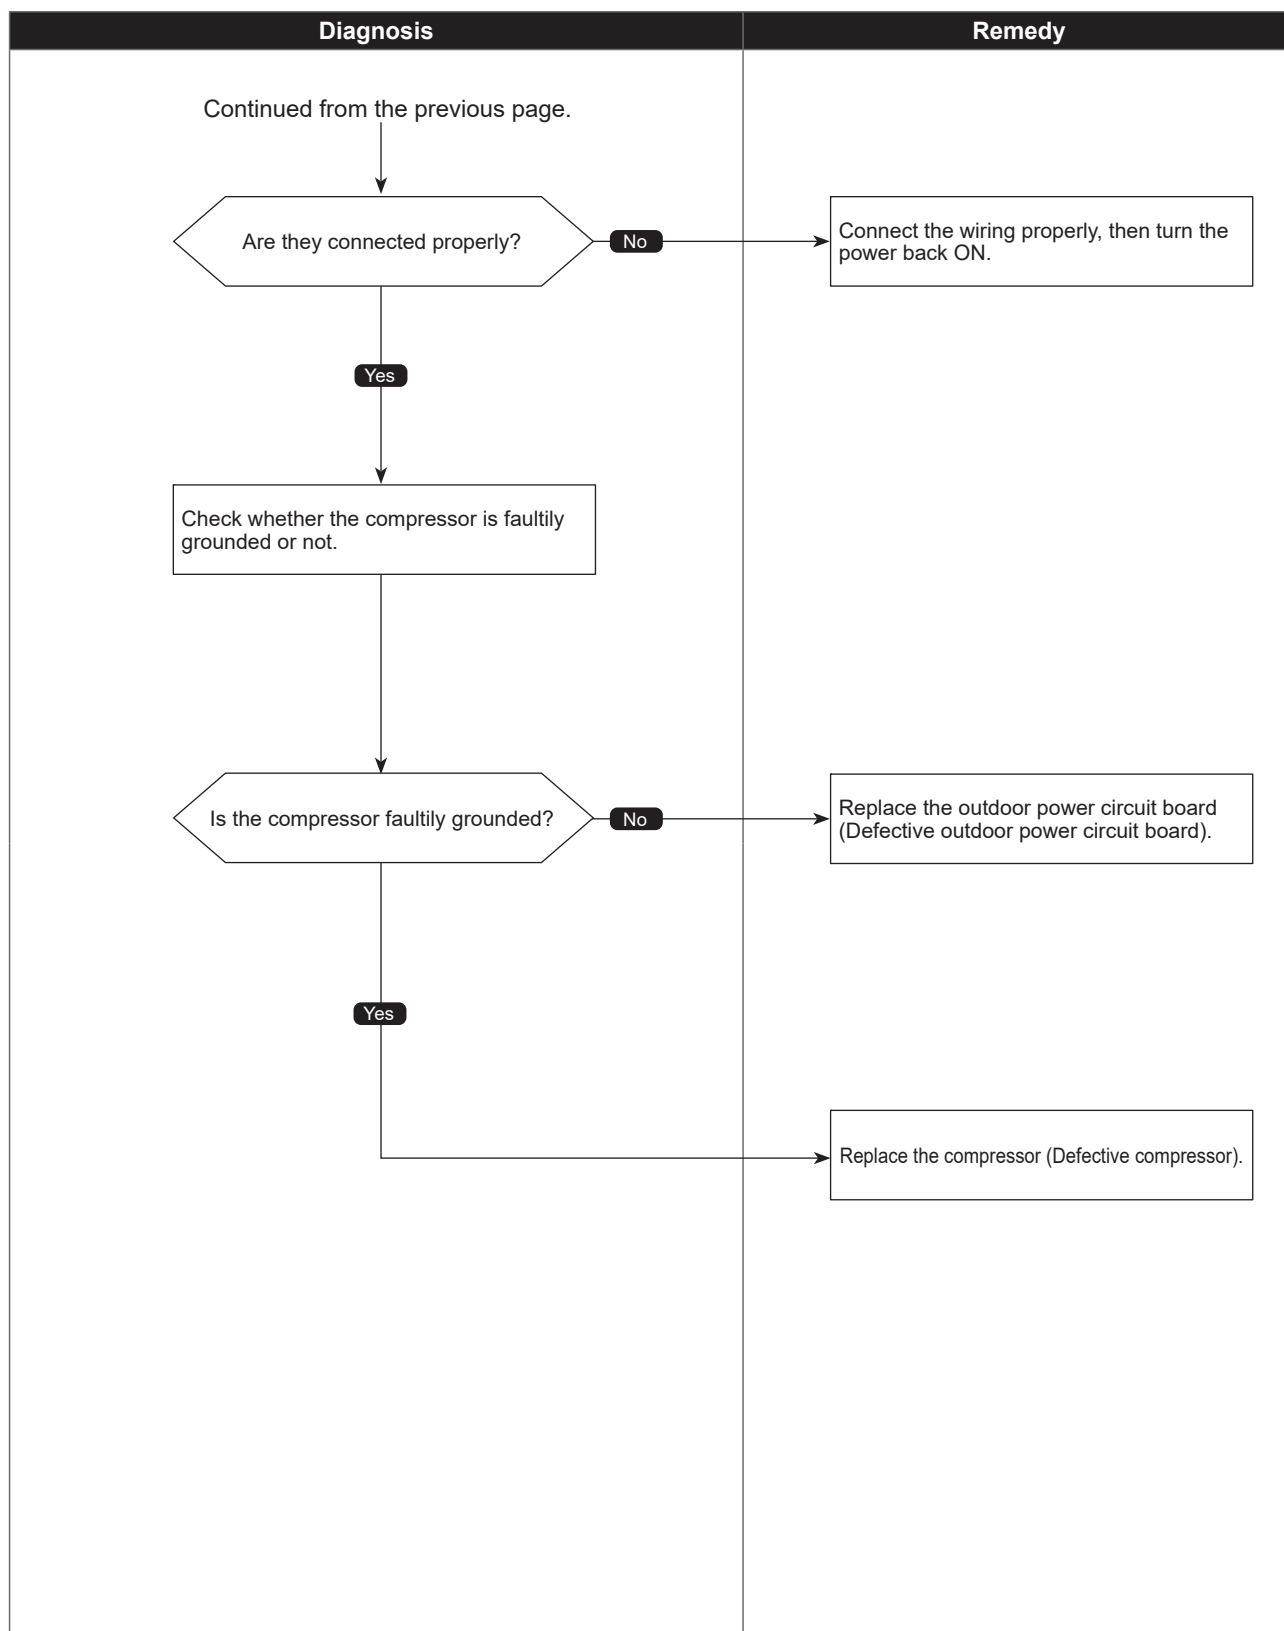 Diagnosis
Remedy
Continued from the previous page.
Are they connected properly?
No
Connect the wiring properly, then turn the
power back ON.
Yes
Check whether the compressor is faultily
grounded or not.
Is the compressor faultily grounded?
No
Replace the outdoor power circuit board
(Defective outdoor power circuit board).
Yes
Replace the compressor (Defective compressor).